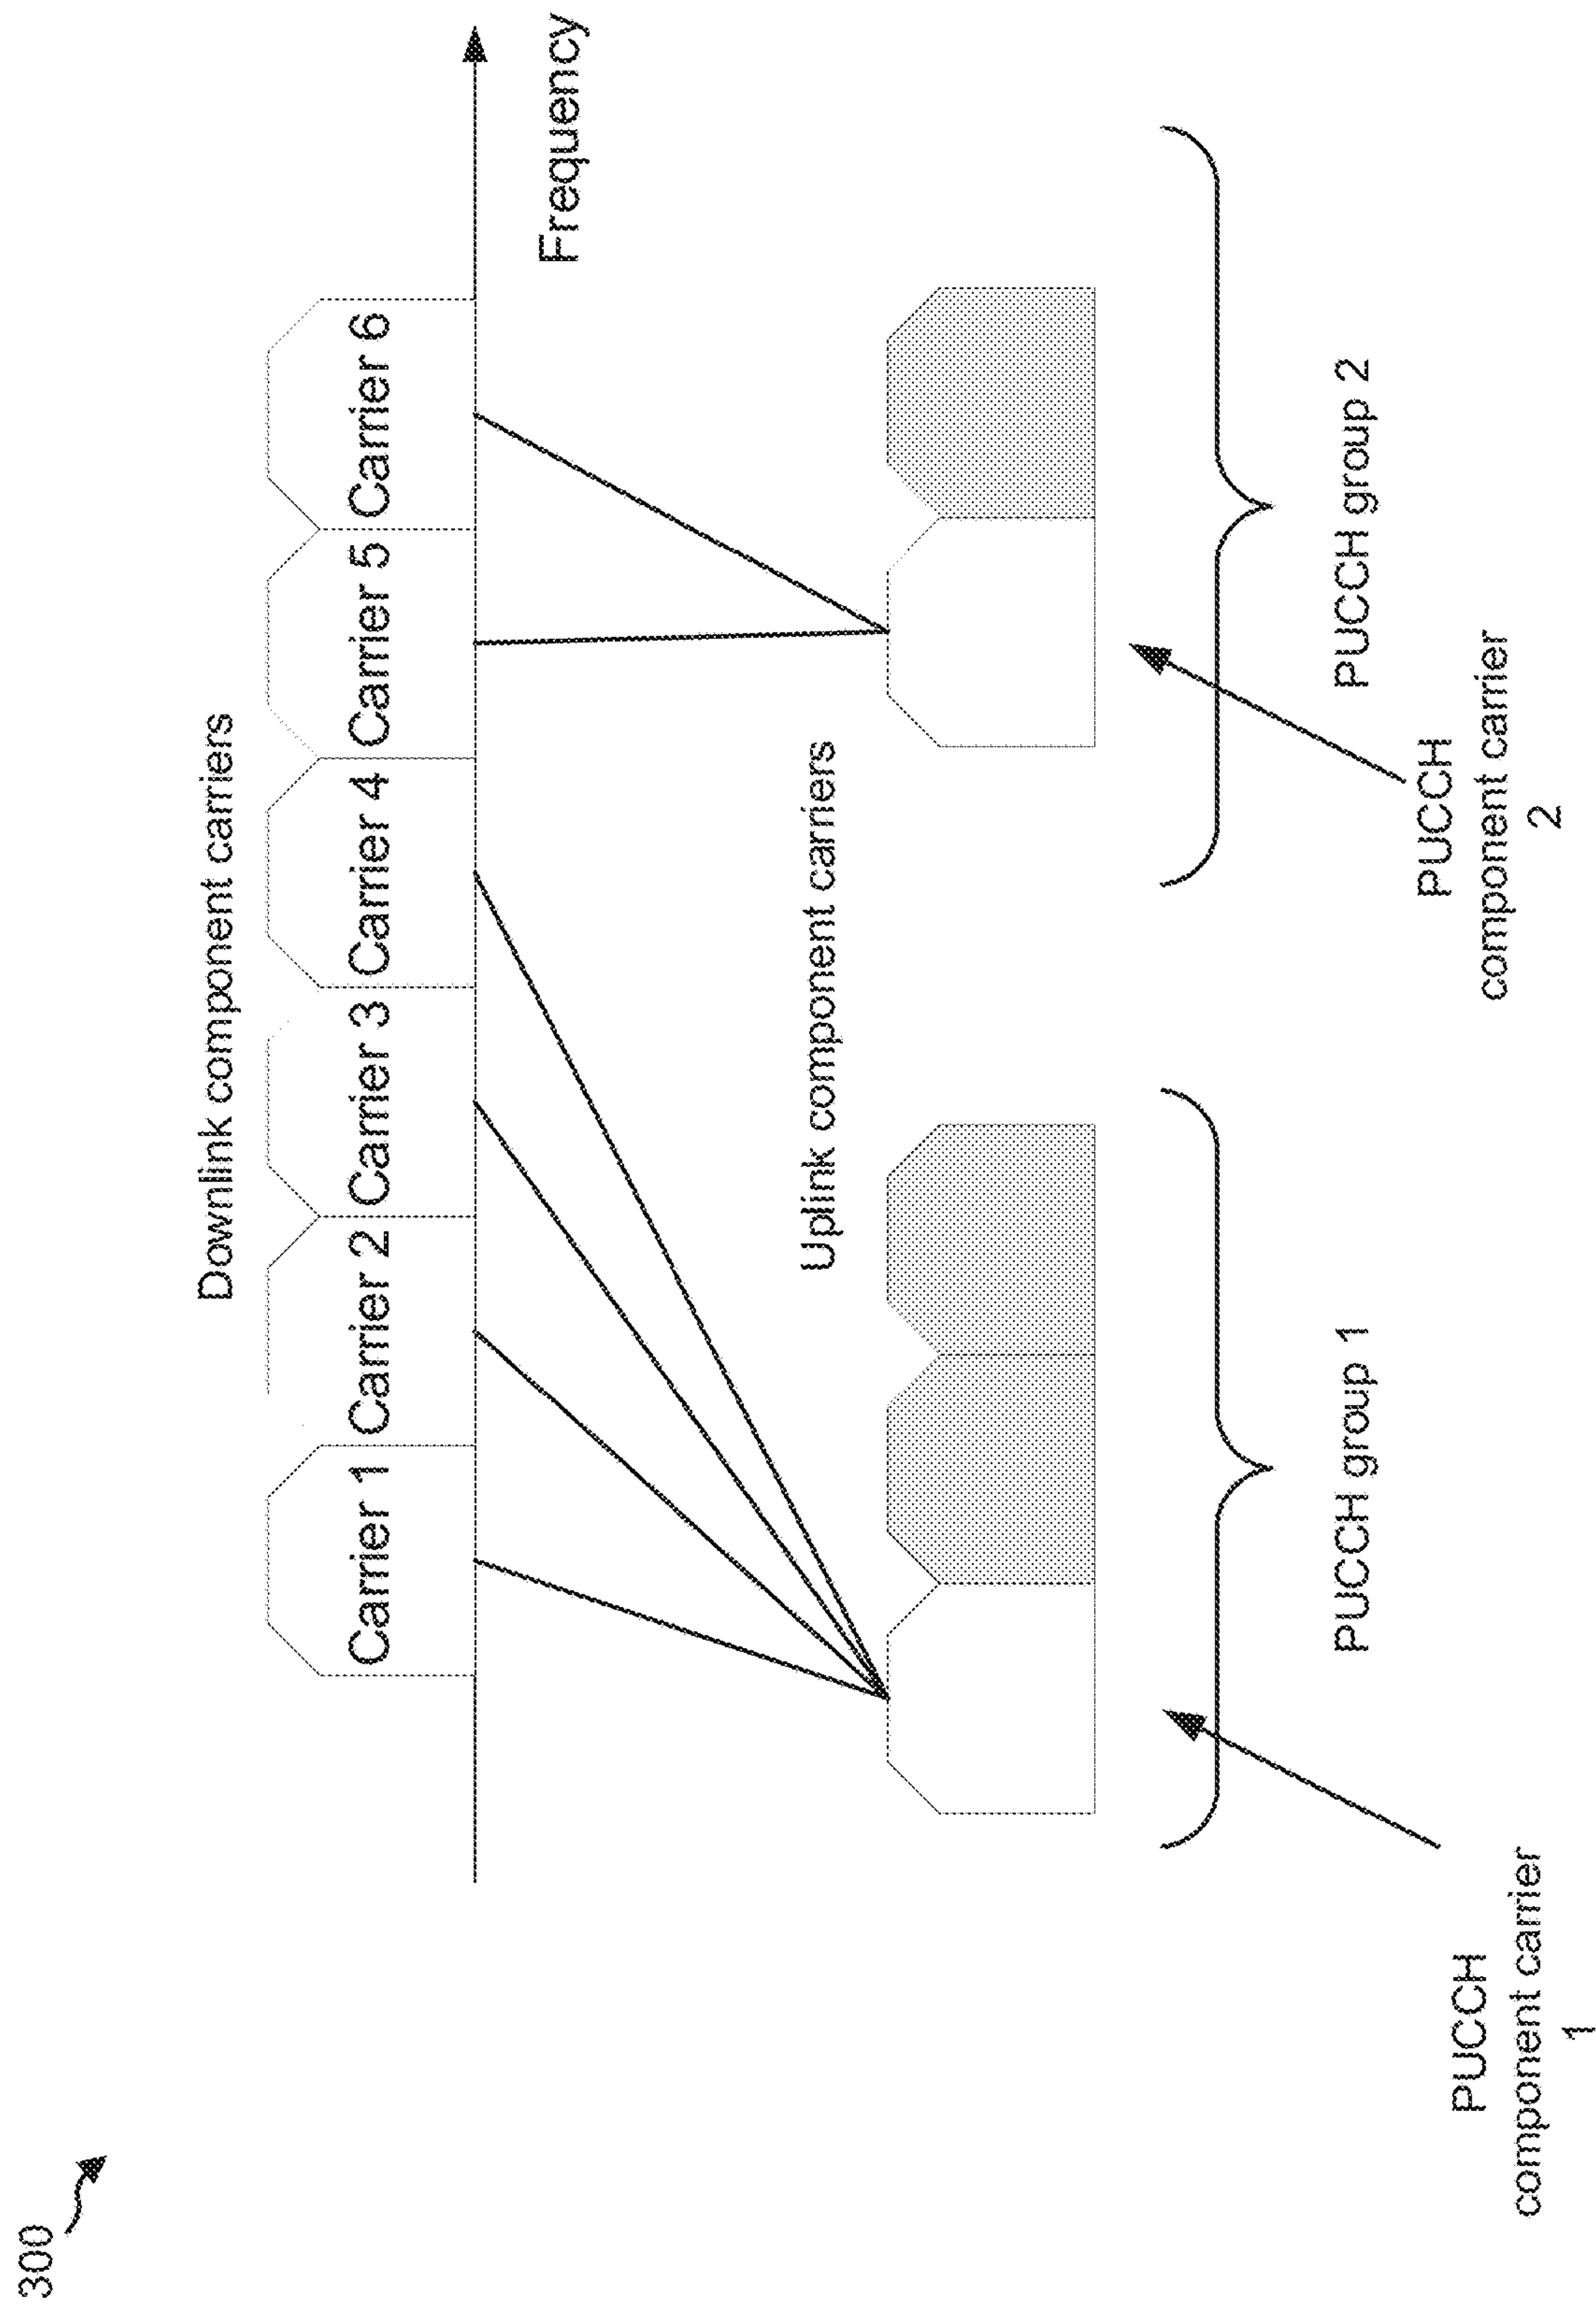 300
Downlink component carriers
Carrier 1
Carrier 2
Carrier 3
Carrier 4
Carrier 5
Carrier 6
Frequency
Uplink component carriers
PUCCH group 1
PUCCH group 2
PUCCH
component carrier
1
PUCCH
component carrier
2